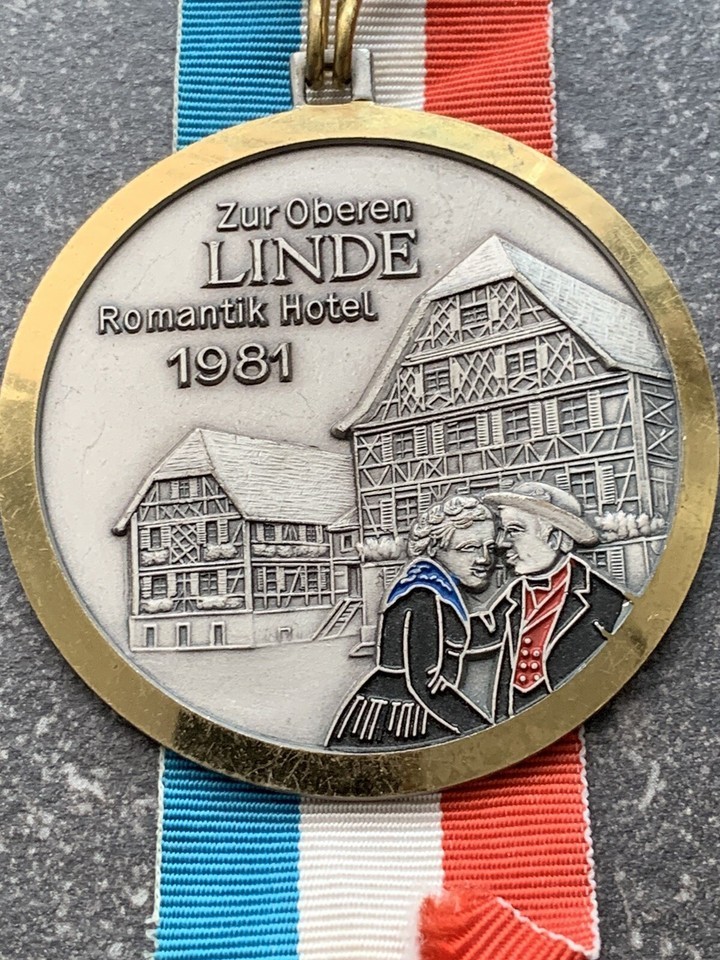 Zur Oberen
LINDE
Romantik Hotel
1981